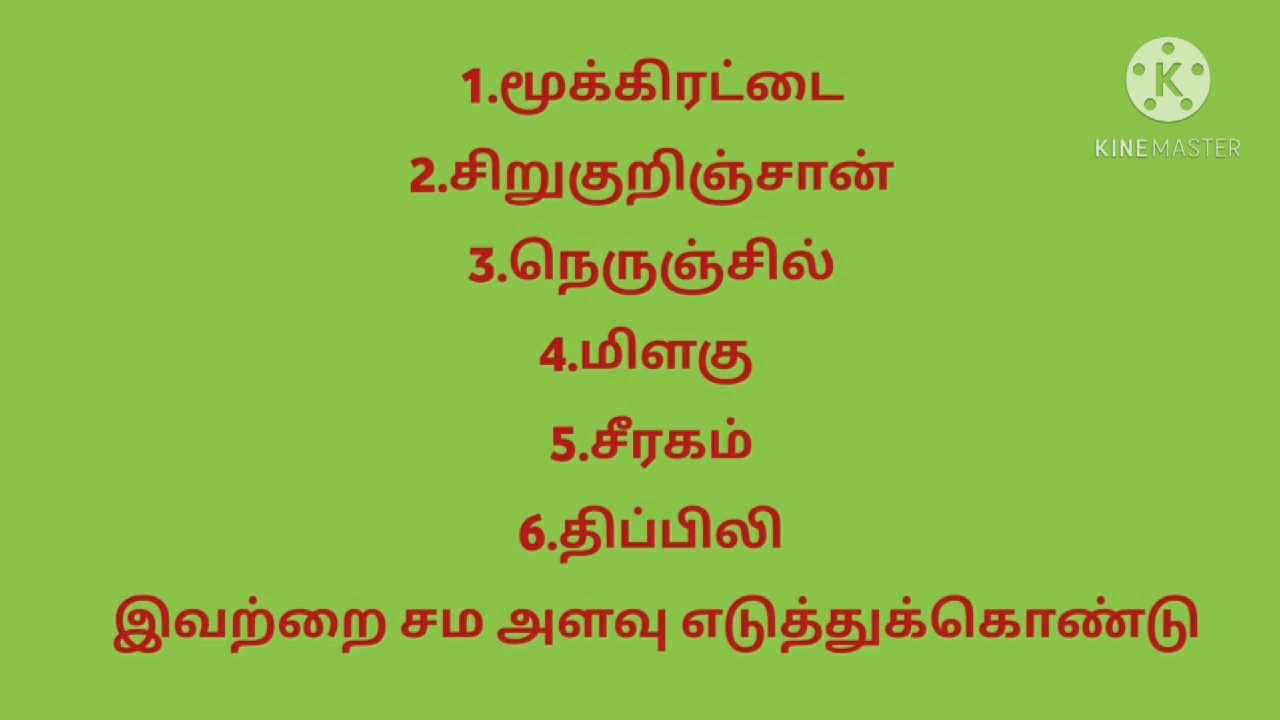 1.மூக்கிரட்டை
2.சிறுகுறிஞ்சான்
3.நெருஞ்சில்
4.மிளகு
5.சீரகம்
6.திப்பிலி
இவற்றை சம அளவு எடுத்துக்கொண்டு
K
KINEMASTER